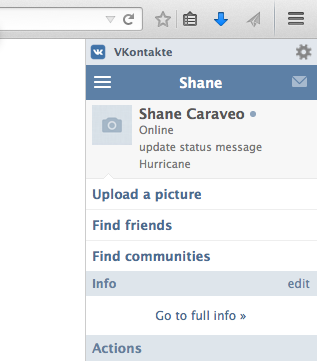 VKontakte
Shane
Shane Caraveo
Online
update status message
Hurricane
Upload a picture
Find friends
Find communities
Info edit
Go to full info »
Actions